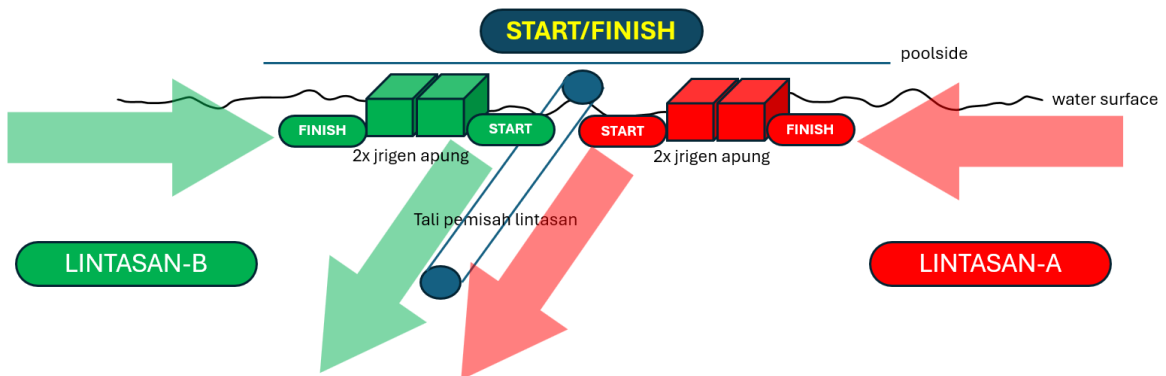 START/FINISH
poolside
water surface
FINISH
START
START
FINISH
2x jrigen apung
2x jrigen apung
Tali pemisah lintasan
LINTASAN-B
LINTASAN-A